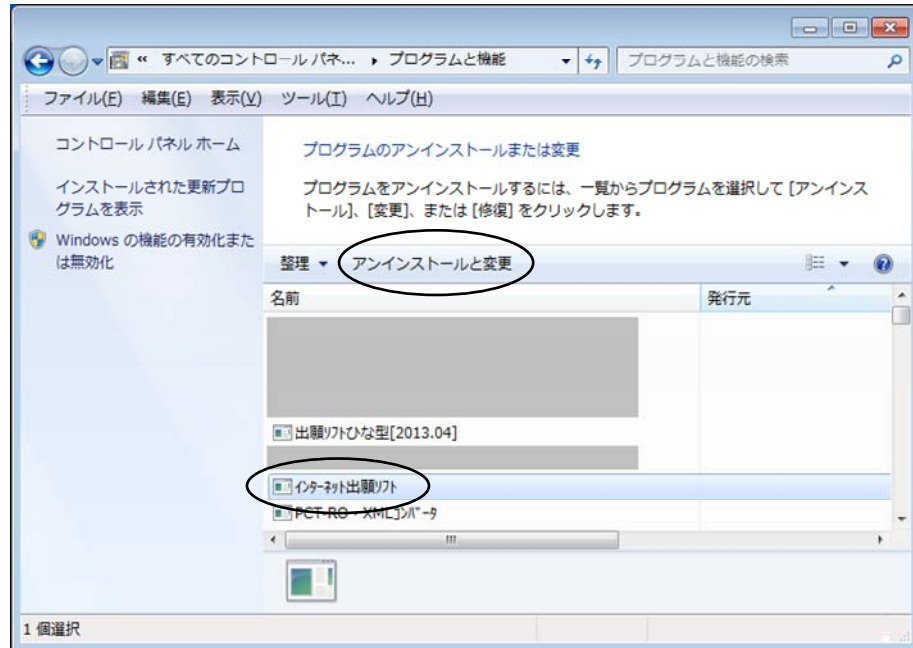 « すべてのコントロール パネ... ▸ プログラムと機能
プログラムと機能の検索
ファイル(F) 編集(E) 表示(V) ツール(T) ヘルプ(H)
コントロール パネル ホーム
インストールされた更新プロ
グラムを表示
Windows の機能の有効化また
は無効化
プログラムのアンインストールまたは変更
プログラムをアンインストールするには、一覧からプログラムを選択して [アンインス
トール]、[変更]、または [修復] をクリックします。
整理 ▼ アンインストールと変更
名前 発行元
出願ｿﾌﾄひな型[2013.04]
ｲﾝﾀｰﾈｯﾄ出願ｿﾌﾄ
PCT-RO - XMLｺﾝﾊﾞｰﾀ
1 個選択